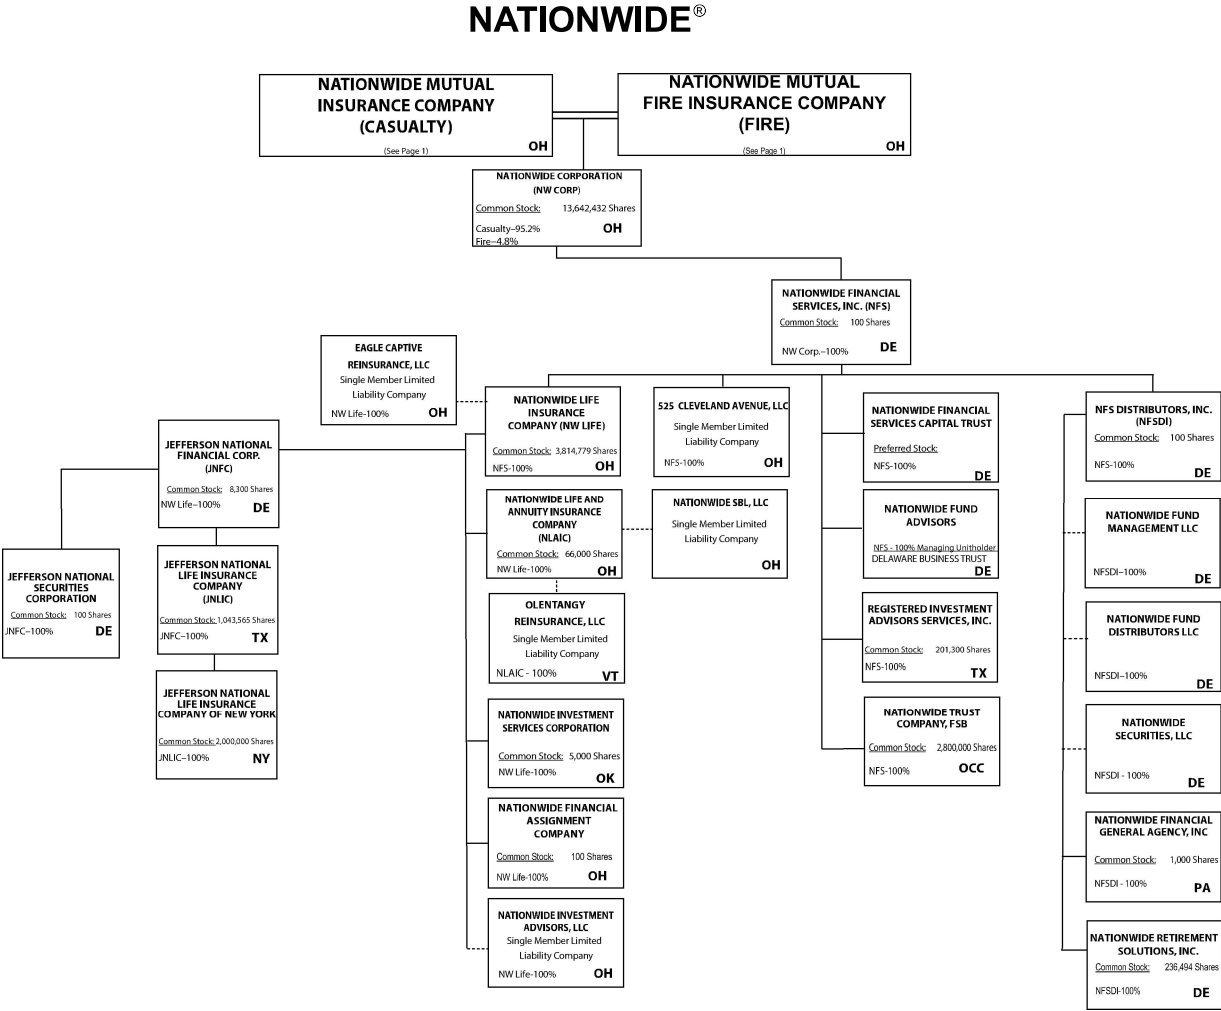 NATIONWIDE®
NATIONWIDE MUTUAL
INSURANCE COMPANY
(CASUALTY)
(See Page 1)
OH
NATIONWIDE MUTUAL
FIRE INSURANCE COMPANY
(FIRE)
(See Page 1)
OH
NATIONWIDE CORPORATION
(NW CORP)
Common Stock: 13,642,432 Shares
Casualty–95.2%
OH
Fire–4.8%
NATIONWIDE FINANCIAL
SERVICES, INC. (NFS)
Common Stock: 100 Shares
NW Corp.–100%
DE
EAGLE CAPTIVE
REINSURANCE, LLC
Single Member Limited
Liability Company
NW Life-100%
OH
NATIONWIDE LIFE
INSURANCE
COMPANY (NW LIFE)
Common Stock: 3,814,779 Shares
NFS-100%
OH
525 CLEVELAND AVENUE, LLC
Single Member Limited
Liability Company
NFS-100%
OH
NATIONWIDE FINANCIAL
SERVICES CAPITAL TRUST
Preferred Stock:
NFS-100%
DE
NFS DISTRIBUTORS, INC.
(NFSDI)
Common Stock: 100 Shares
NFS-100%
DE
JEFFERSON NATIONAL
FINANCIAL CORP.
(JNFC)
Common Stock: 8,300 Shares
NW Life–100%
DE
NATIONWIDE LIFE AND
ANNUITY INSURANCE
COMPANY
(NLAIC)
Common Stock: 66,000 Shares
NW Life-100%
OH
NATIONWIDE SBL, LLC
Single Member Limited
Liability Company
OH
NATIONWIDE FUND
ADVISORS
NFS - 100% Managing Unitholder
DELAWARE BUSINESS TRUST
DE
NATIONWIDE FUND
MANAGEMENT LLC
NFSDI–100%
DE
JEFFERSON NATIONAL
SECURITIES
CORPORATION
Common Stock: 100 Shares
JNFC–100%
DE
JEFFERSON NATIONAL
LIFE INSURANCE
COMPANY
(JNLIC)
Common Stock: 1,043,565 Shares
JNFC–100%
TX
OLENTANGY
REINSURANCE, LLC
Single Member Limited
Liability Company
NLAIC - 100%
VT
REGISTERED INVESTMENT
ADVISORS SERVICES, INC.
Common Stock: 201,300 Shares
NFS-100%
TX
NATIONWIDE FUND
DISTRIBUTORS LLC
NFSDI–100%
DE
JEFFERSON NATIONAL
LIFE INSURANCE
COMPANY OF NEW YORK
Common Stock: 2,000,000 Shares
JNLIC–100%
NY
NATIONWIDE INVESTMENT
SERVICES CORPORATION
Common Stock: 5,000 Shares
NW Life-100%
OK
NATIONWIDE TRUST
COMPANY, FSB
Common Stock: 2,800,000 Shares
NFS-100%
OCC
NATIONWIDE
SECURITIES, LLC
NFSDI - 100%
DE
NATIONWIDE FINANCIAL
ASSIGNMENT
COMPANY
Common Stock: 100 Shares
NW Life-100%
OH
NATIONWIDE FINANCIAL
GENERAL AGENCY, INC
Common Stock: 1,000 Shares
NFSDI - 100%
PA
NATIONWIDE INVESTMENT
ADVISORS, LLC
Single Member Limited
Liability Company
NW Life-100%
OH
NATIONWIDE RETIREMENT
SOLUTIONS, INC.
Common Stock: 236,494 Shares
NFSDI-100%
DE